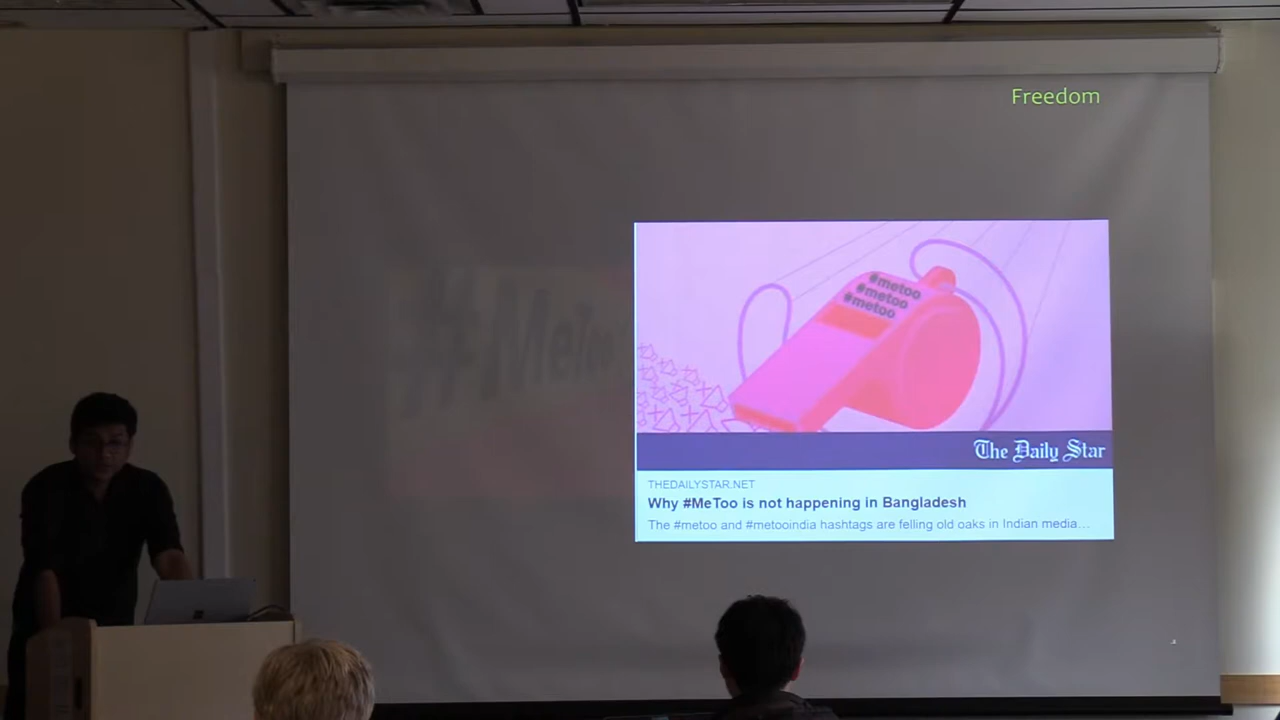 Freedom
#MeToo
#metoo
#metoo
#metoo
The Daily Star
THEDAILYSTAR.NET
Why #MeToo is not happening in Bangladesh
The #metoo and #metooindia hashtags are felling old oaks in Indian media…